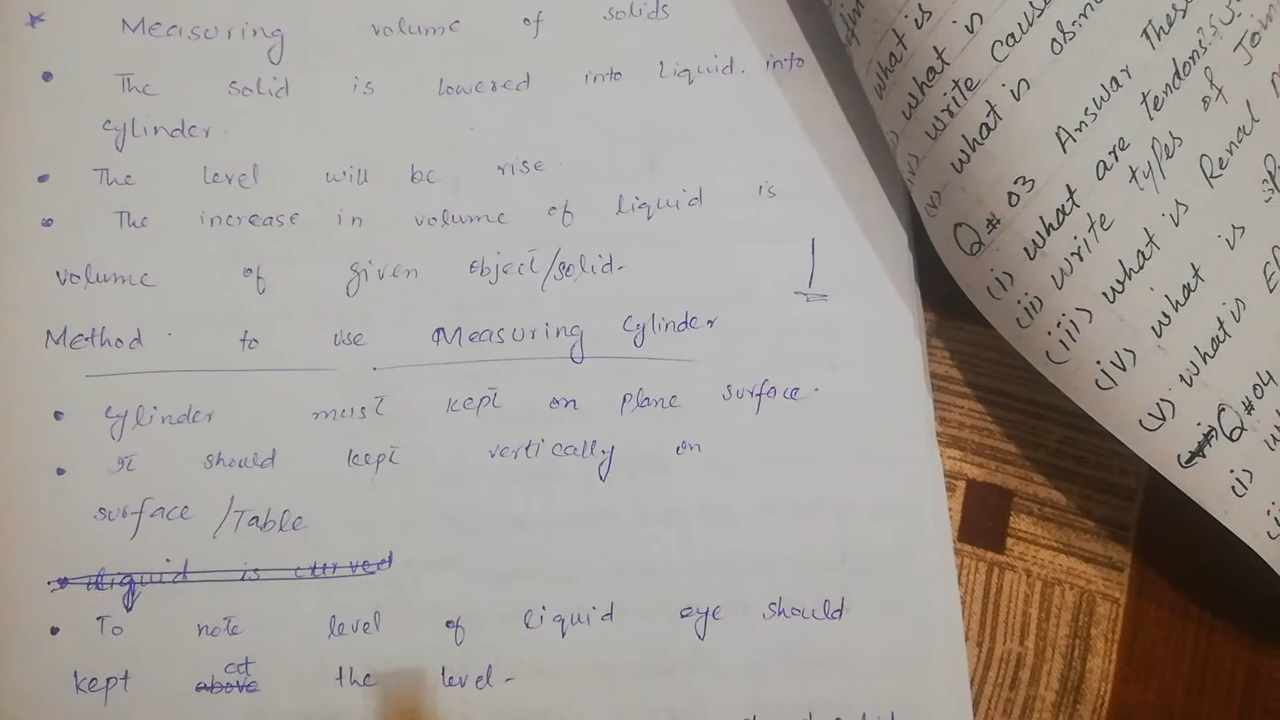 * Measuring volume of solids
• The solid is lowered into liquid. into
cylinder.
• The level will be rise.
• The increase in volume of liquid is
volume of given object/solid.
Method to use Measuring Cylinder
• cylinder must kept on plane surface.
• It should kept vertically on
surface /Table
• liquid is curved
• To note level of liquid eye should
kept above at the level.
what is
what is
(iv) write cause
(v) what is
Q#03 Answar These
(i) what are tendons?
(ii) write types of Join
(iii) what is Renal
(iv) what is
(v) what is
Q#04
(i)